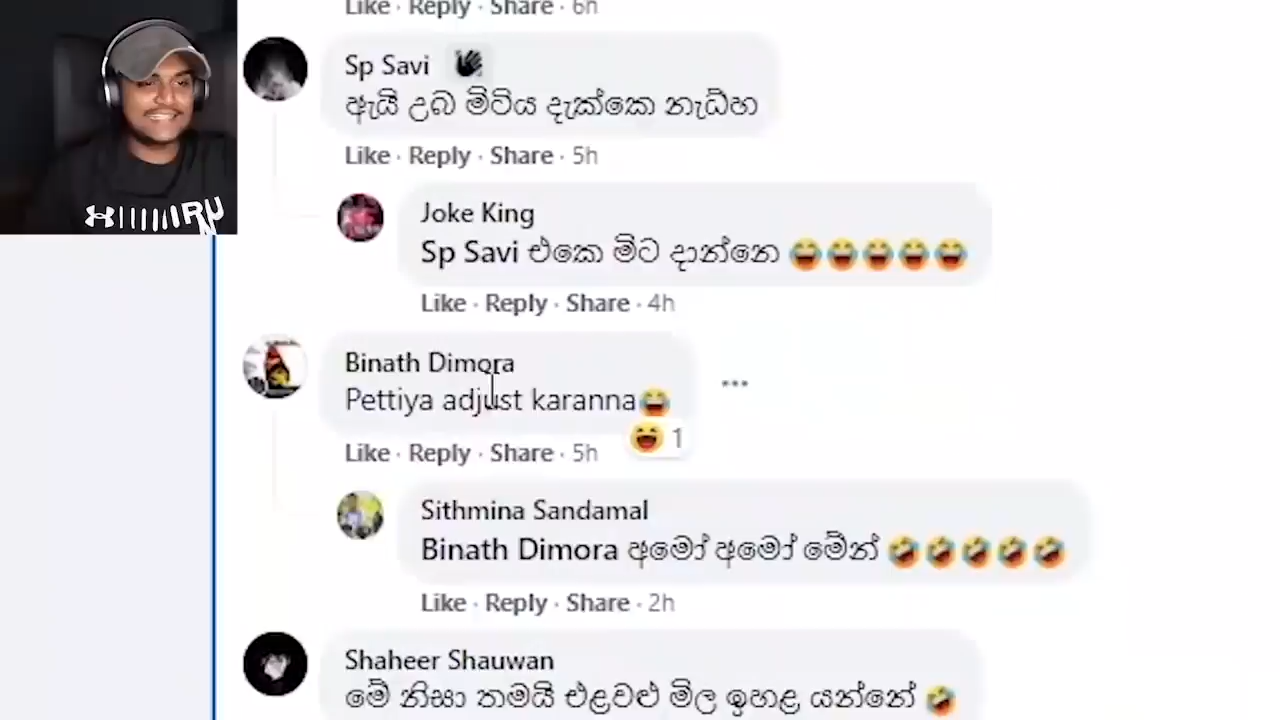 Like · Reply · Share · 6h
Sp Savi
ඇයි උබ මිටිය දැක්කෙ නැද්හ
Like · Reply · Share · 5h
Joke King
Sp Savi එකෙ මිට දාන්නෙ 😂😂😂😂😂
Like · Reply · Share · 4h
Binath Dimora
Pettiya adjust karanna😂
😆 1
Like · Reply · Share · 5h
Sithmina Sandamal
Binath Dimora අමෝ අමෝ මේන් 🤣🤣🤣🤣🤣
Like · Reply · Share · 2h
Shaheer Shauwan
මේ නිසා තමයි එළවළු මිල ඉහළ යන්නේ 🤣